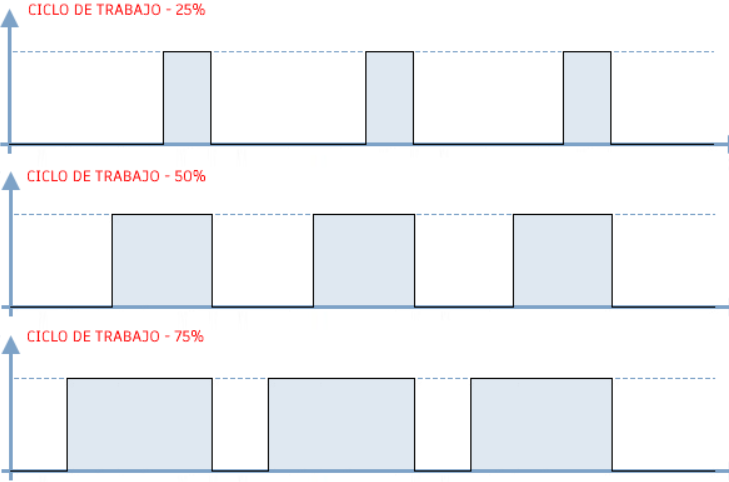 CICLO DE TRABAJO - 25%
CICLO DE TRABAJO - 50%
CICLO DE TRABAJO - 75%